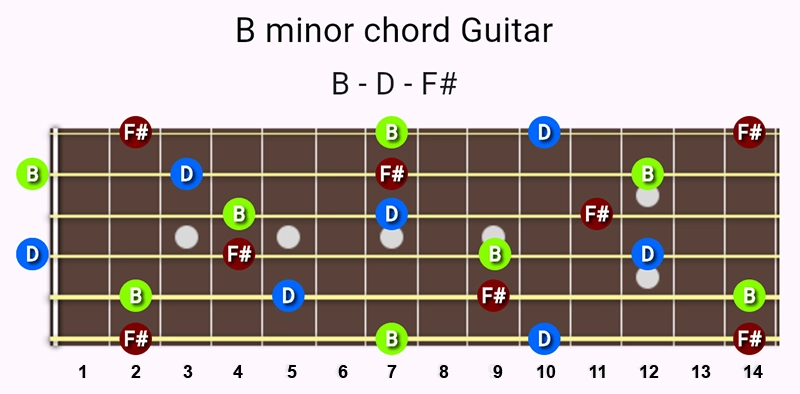 B minor chord Guitar
B - D - F#
F# B D F#
B D F# B
B D F#
D F# B D
B D F# B
F# B D F#
1 2 3 4 5 6 7 8 9 10 11 12 13 14